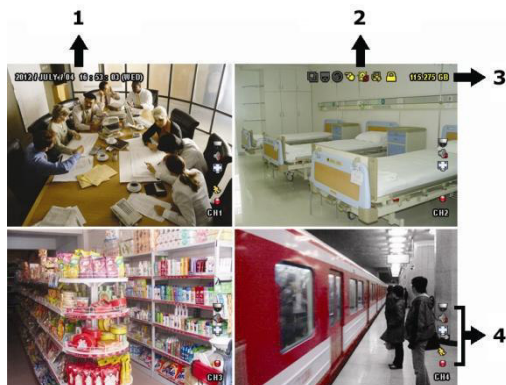 1
2
2012 / JULY / 04 16 : 53 : 03 (WED)
115.275 GB
3
CH1
CH2
4
CH3
CH4